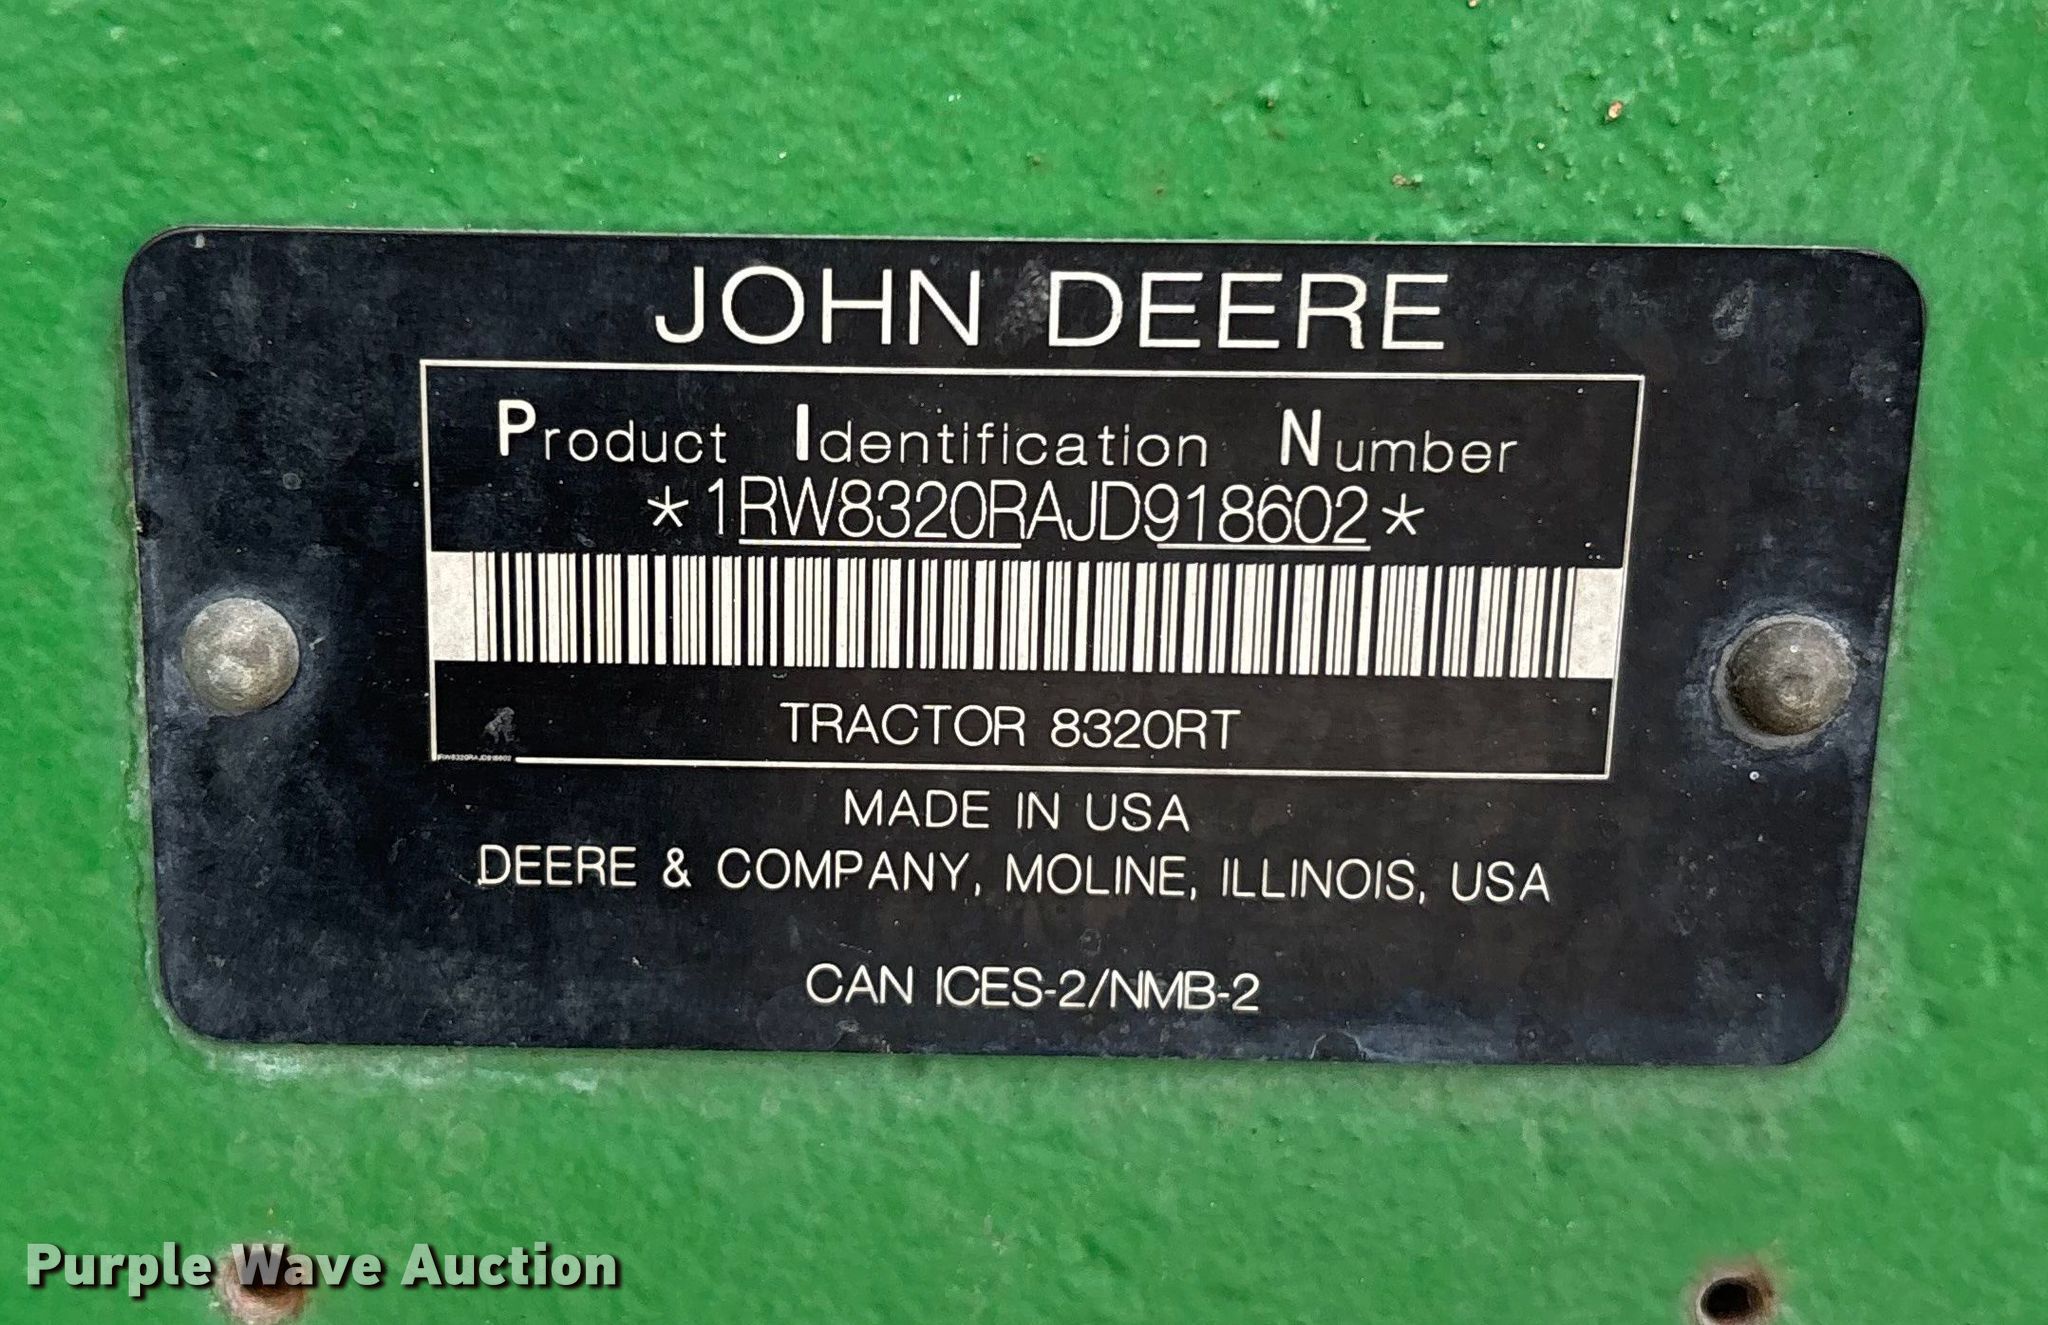 JOHN DEERE
Product Identification Number
*1RW8320RAJD918602*
TRACTOR 8320RT
1RW8320RAJD918602
MADE IN USA
DEERE & COMPANY, MOLINE, ILLINOIS, USA
CAN ICES-2/NMB-2
Purple Wave Auction